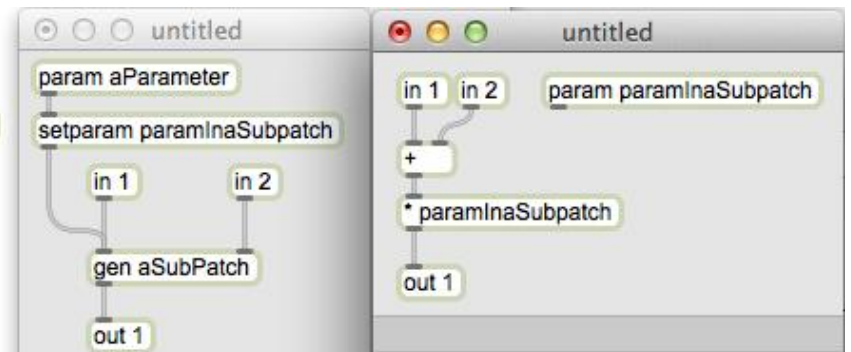 untitled
param aParameter
setparam paramInaSubpatch
in 1
in 2
gen aSubPatch
out 1
untitled
in 1
in 2
param paramInaSubpatch
+
* paramInaSubpatch
out 1